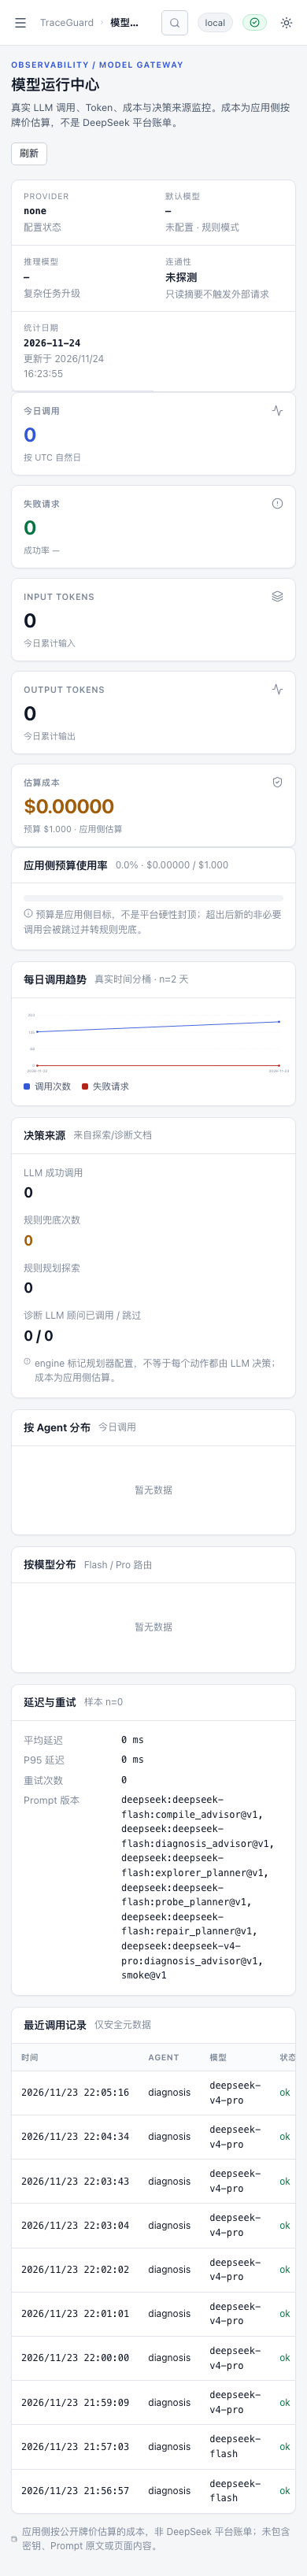 TraceGuard
模型...
local
OBSERVABILITY / MODEL GATEWAY
模型运行中心
真实 LLM 调用、Token、成本与决策来源监控。成本为应用侧按
牌价估算，不是 DeepSeek 平台账单。
刷新
PROVIDER
none
配置状态
默认模型
—
未配置 · 规则模式
推理模型
—
复杂任务升级
连通性
未探测
只读摘要不触发外部请求
统计日期
2026-11-24
更新于 2026/11/24
16:23:55
今日调用
0
按 UTC 自然日
失败请求
0
成功率 —
INPUT TOKENS
0
今日累计输入
OUTPUT TOKENS
0
今日累计输出
估算成本
$0.00000
预算 $1.000 · 应用侧估算
应用侧预算使用率 0.0% · $0.00000 / $1.000
预算是应用侧目标，不是平台硬性封顶；超出后新的非必要
调用会被跳过并转规则兜底。
每日调用趋势 真实时间分桶 · n=2 天
调用次数 失败请求
决策来源 来自探索/诊断文档
LLM 成功调用
0
规则兜底次数
0
规则规划探索
0
诊断 LLM 顾问已调用 / 跳过
0 / 0
engine 标记规划器配置，不等于每个动作都由 LLM 决策；
成本为应用侧估算。
按 Agent 分布 今日调用
暂无数据
按模型分布 Flash / Pro 路由
暂无数据
延迟与重试 样本 n=0
平均延迟 0 ms
P95 延迟 0 ms
重试次数 0
Prompt 版本 deepseek:deepseek-
flash:compile_advisor@v1,
deepseek:deepseek-
flash:diagnosis_advisor@v1,
deepseek:deepseek-
flash:explorer_planner@v1,
deepseek:deepseek-
flash:probe_planner@v1,
deepseek:deepseek-
flash:repair_planner@v1,
deepseek:deepseek-v4-
pro:diagnosis_advisor@v1,
smoke@v1
最近调用记录 仅安全元数据
时间 AGENT 模型 状态
2026/11/23 22:05:16 diagnosis deepseek-v4-pro ok
2026/11/23 22:04:34 diagnosis deepseek-v4-pro ok
2026/11/23 22:03:43 diagnosis deepseek-v4-pro ok
2026/11/23 22:03:04 diagnosis deepseek-v4-pro ok
2026/11/23 22:02:02 diagnosis deepseek-v4-pro ok
2026/11/23 22:01:01 diagnosis deepseek-v4-pro ok
2026/11/23 22:00:00 diagnosis deepseek-v4-pro ok
2026/11/23 21:59:09 diagnosis deepseek-v4-pro ok
2026/11/23 21:57:03 diagnosis deepseek-flash ok
2026/11/23 21:56:57 diagnosis deepseek-flash ok
应用侧按公开牌价估算的成本，非 DeepSeek 平台账单；未包含
密钥、Prompt 原文或页面内容。